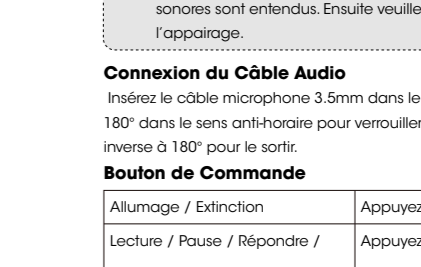 sonores sont entendus. Ensuite veuille
l’appairage.
Connexion du Câble Audio
Insérez le câble microphone 3.5mm dans le
180° dans le sens anti-horaire pour verrouiller
inverse à 180° pour le sortir.
Bouton de Commande
Allumage / Extinction Appuyez
Lecture / Pause / Répondre / Appuyez